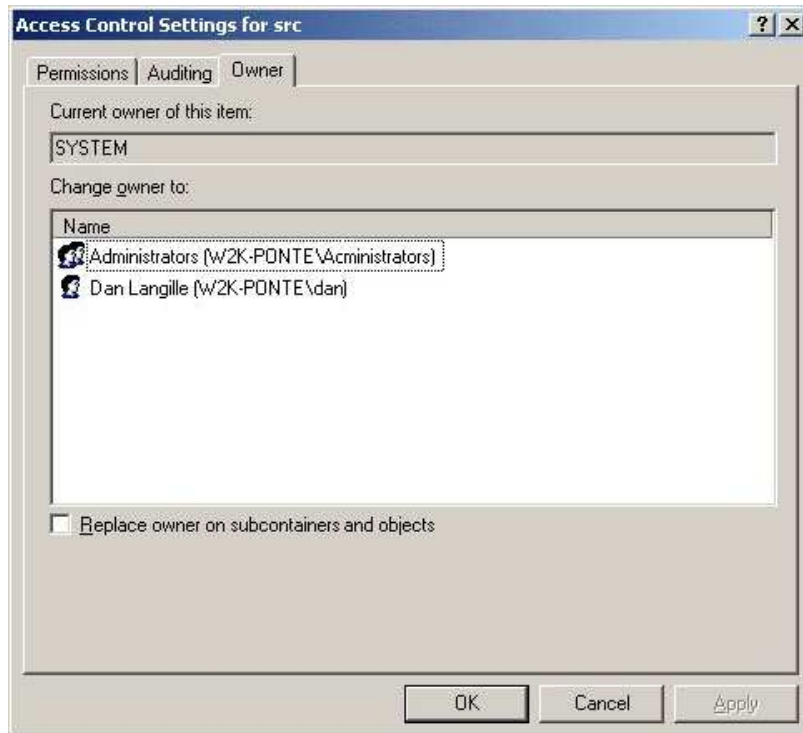 Access Control Settings for src
Permissions Auditing Owner
Current owner of this item:
SYSTEM
Change owner to:
Name
Administrators (W2K-PONTE\Acministrators)
Dan Langille (W2K-PONTE\dan)
Replace owner on subcontainers and objects
OK Cancel Apply